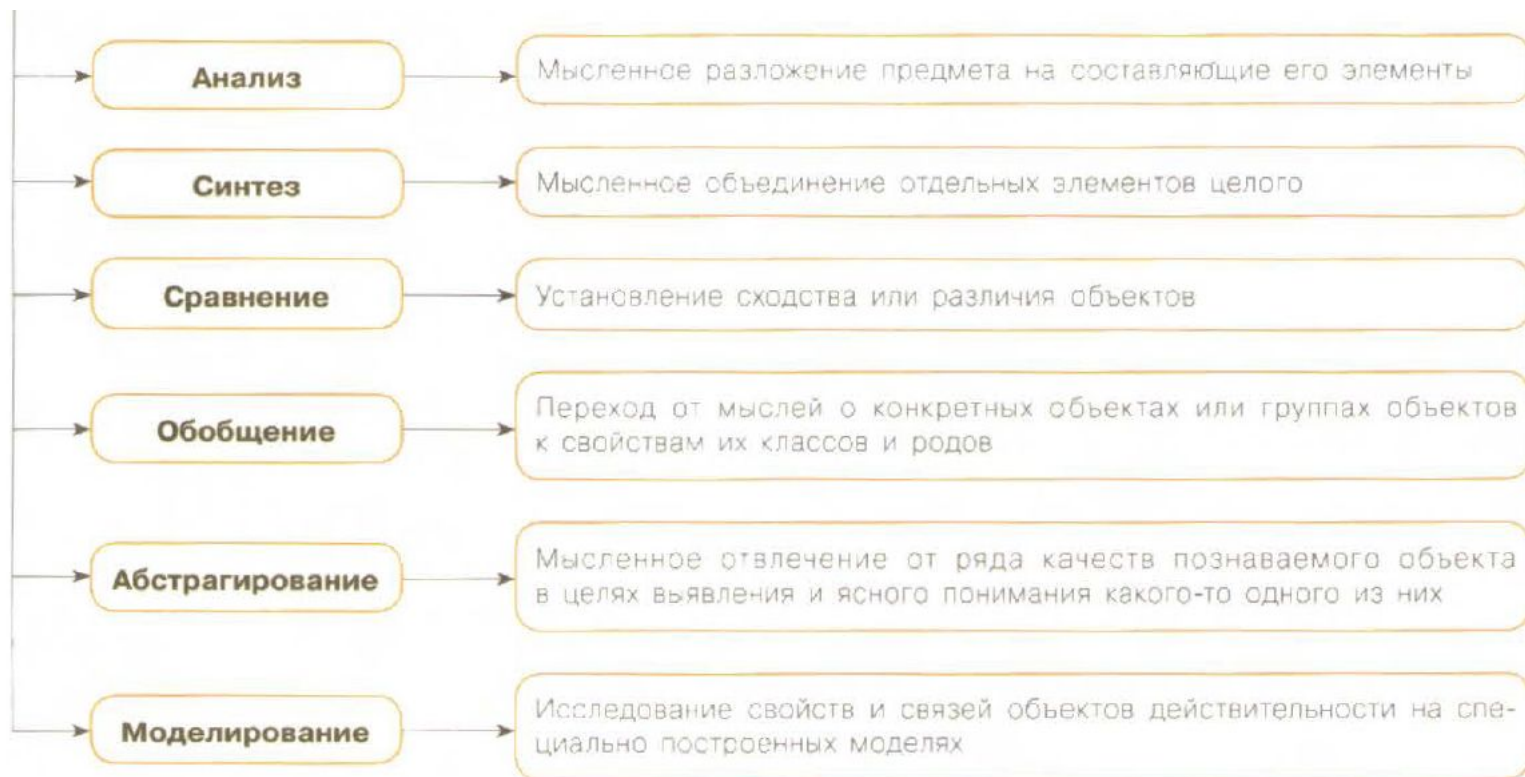 Анализ
Мысленное разложение предмета на составляющие его элементы
Синтез
Мысленное объединение отдельных элементов целого
Сравнение
Установление сходства или различия объектов
Обобщение
Переход от мыслей о конкретных объектах или группах объектов
к свойствам их классов и родов
Абстрагирование
Мысленное отвлечение от ряда качеств познаваемого объекта
в целях выявления и ясного понимания какого-то одного из них
Моделирование
Исследование свойств и связей объектов действительности на спе-
циально построенных моделях